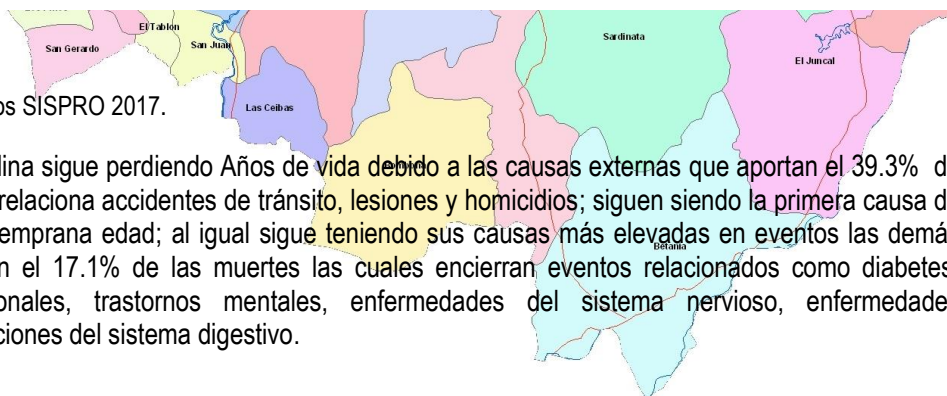 El Tablón
San Gerardo
San Juan
Sardinata
El Juncal
Las Ceibas
os SISPRO 2017.
lina sigue perdiendo Años de vida debido a las causas externas que aportan el 39.3% d
relaciona accidentes de tránsito, lesiones y homicidios; siguen siendo la primera causa d
emprana edad; al igual sigue teniendo sus causas más elevadas en eventos las demá
Betania
n el 17.1% de las muertes las cuales encierran eventos relacionados como diabetes
onales, trastornos mentales, enfermedades del sistema nervioso, enfermedade
ciones del sistema digestivo.